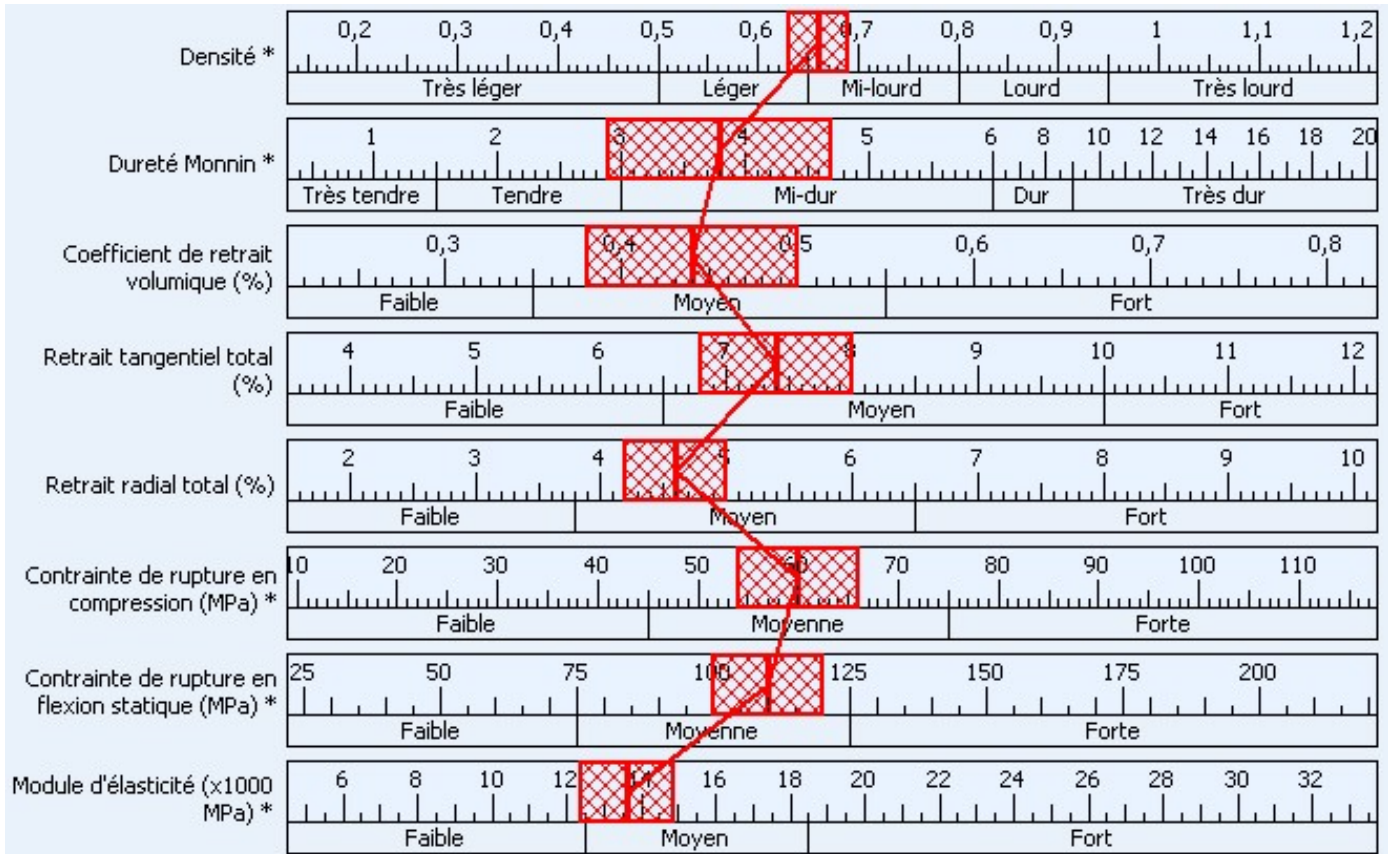 0,2 0,3 0,4 0,5 0,6 0,7 0,8 0,9 1 1,1 1,2
Densité *
Très léger Léger Mi-lourd Lourd Très lourd
1 2 3 4 5 6 8 10 12 14 16 18 20
Dureté Monnin *
Très tendre Tendre Mi-dur Dur Très dur
0,3 0,4 0,5 0,6 0,7 0,8
Coefficient de retrait
volumique (%)
Faible Moyen Fort
4 5 6 7 8 9 10 11 12
Retrait tangentiel total
(%)
Faible Moyen Fort
2 3 4 5 6 7 8 9 10
Retrait radial total (%)
Faible Moyen Fort
10 20 30 40 50 60 70 80 90 100 110
Contrainte de rupture en
compression (MPa) *
Faible Moyenne Forte
25 50 75 100 125 150 175 200
Contrainte de rupture en
flexion statique (MPa) *
Faible Moyenne Forte
6 8 10 12 14 16 18 20 22 24 26 28 30 32
Module d'élasticité (x1000
MPa) *
Faible Moyen Fort